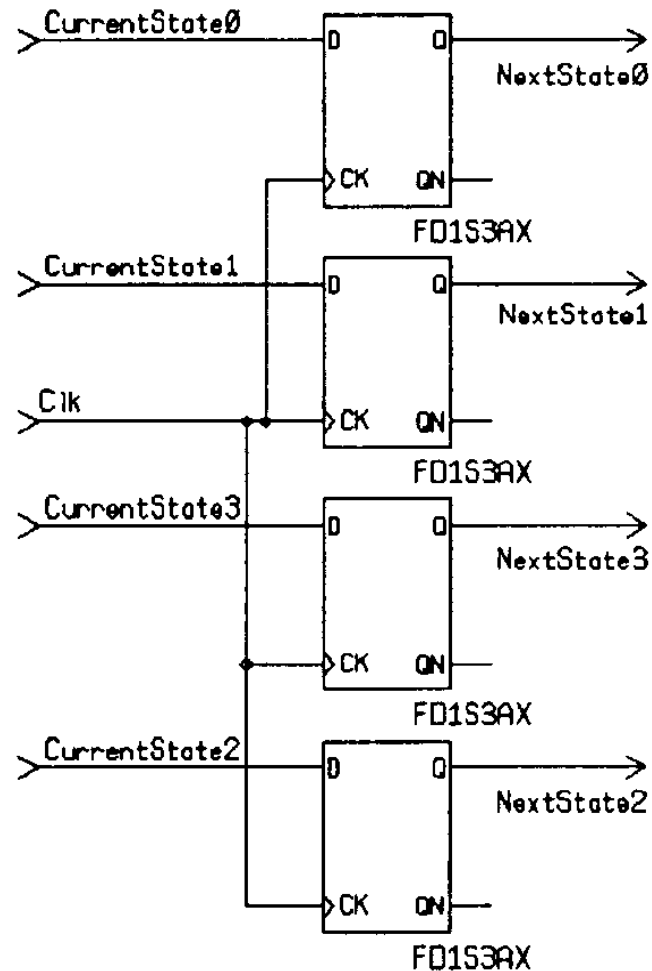 CurrentState0
D Q
NextState0
CK QN
FD1S3AX
CurrentState1
D Q
NextState1
Clk
CK QN
FD1S3AX
CurrentState3
D Q
NextState3
CK QN
FD1S3AX
CurrentState2
D Q
NextState2
CK QN
FD1S3AX